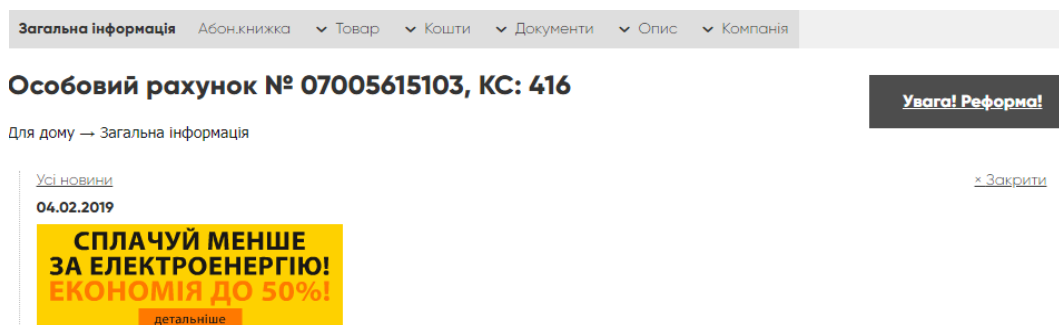 Загальна інформація Абон.книжка Товар Кошти Документи Опис Компанія
Особовий рахунок № 07005615103, КС: 416
Увага! Реформа!
Для дому → Загальна інформація
Усі новини × Закрити
04.02.2019
СПЛАЧУЙ МЕНШЕ
ЗА ЕЛЕКТРОЕНЕРГІЮ!
ЕКОНОМІЯ ДО 50%!
детальніше